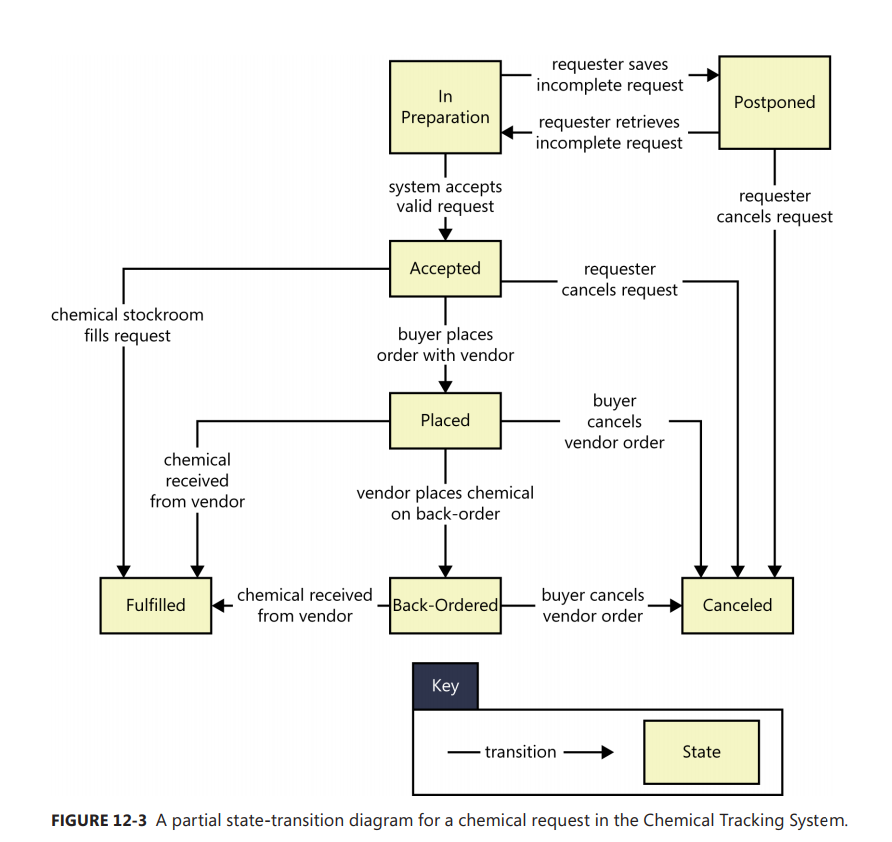 requester saves
incomplete request
In
Preparation
Postponed
requester retrieves
incomplete request
system accepts
valid request
requester
cancels request
Accepted
requester
cancels request
chemical stockroom
fills request
buyer places
order with vendor
Placed
buyer
cancels
vendor order
chemical
received
from vendor
vendor places chemical
on back-order
Fulfilled
chemical received
from vendor
Back-Ordered
buyer cancels
vendor order
Canceled
Key
transition
State
FIGURE 12-3 A partial state-transition diagram for a chemical request in the Chemical Tracking System.